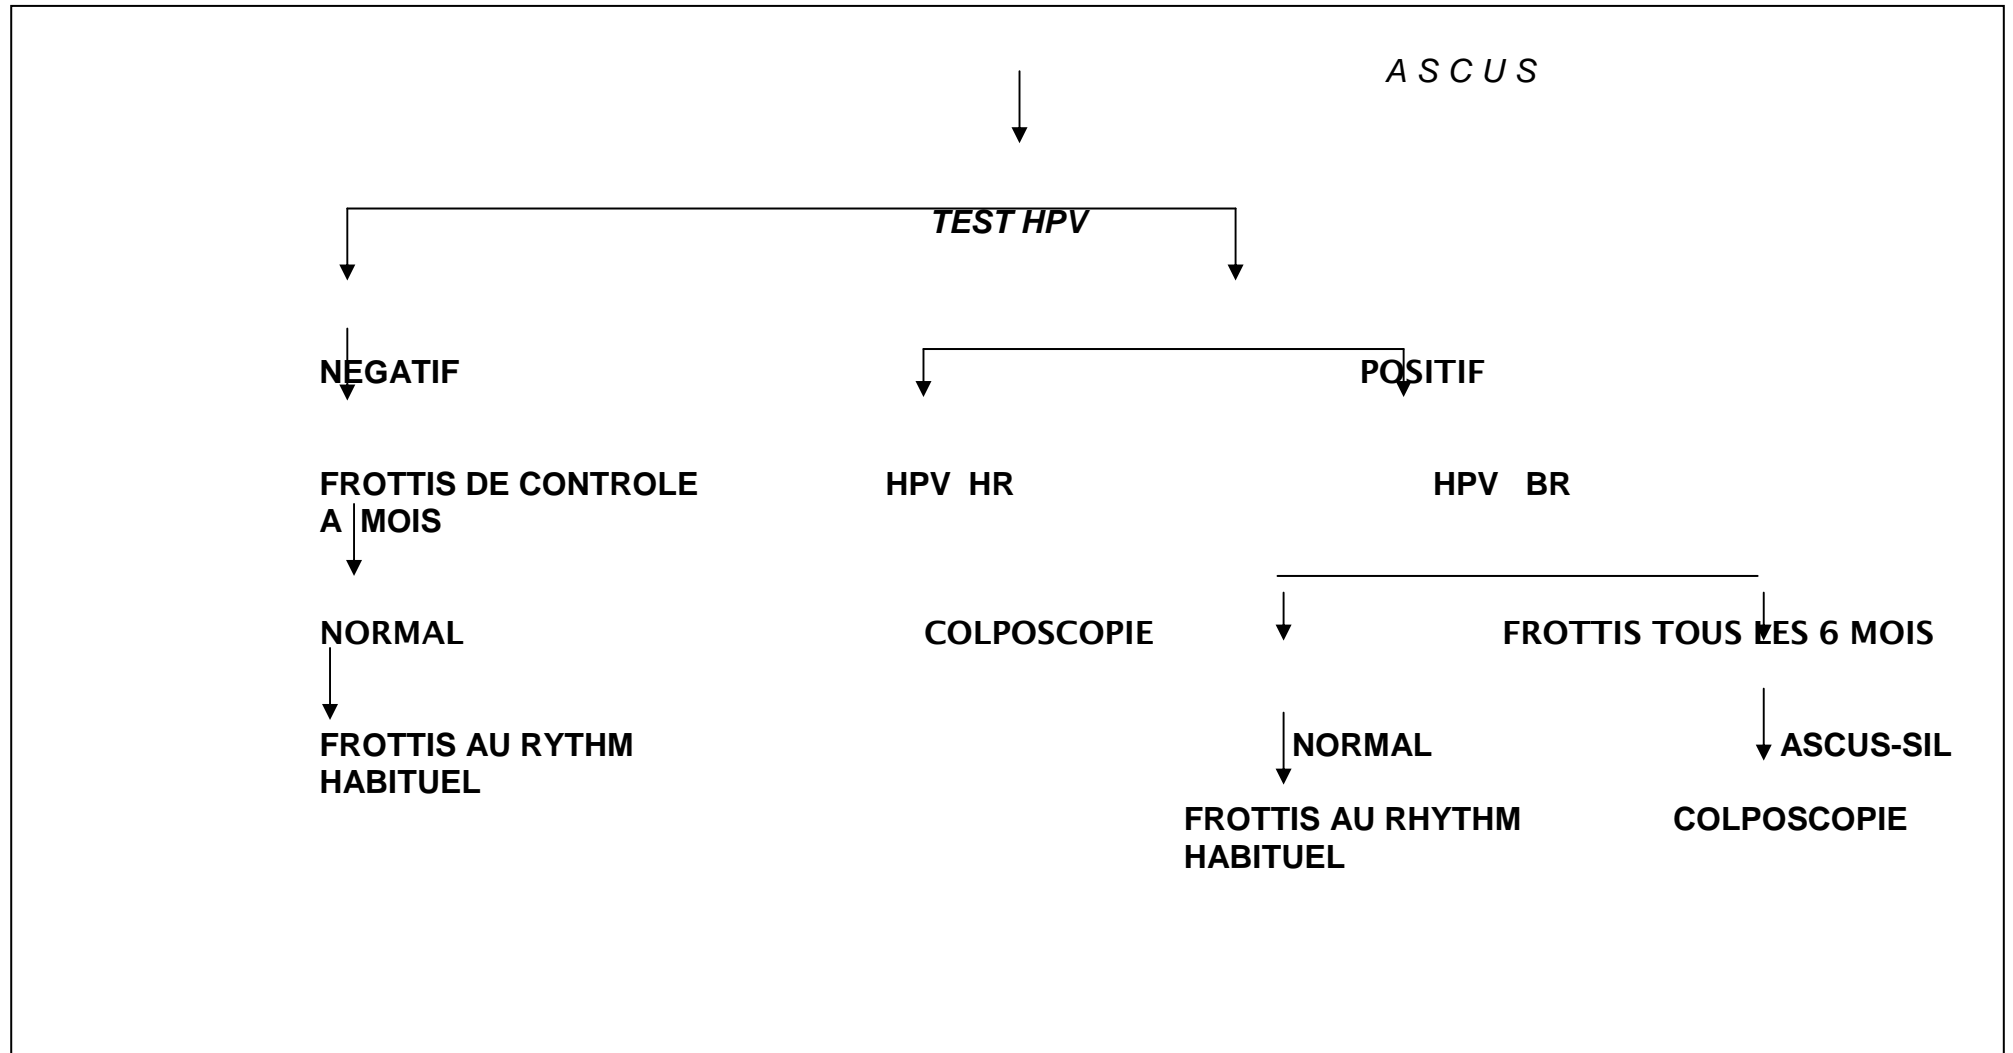 A S C U S
TEST HPV
NEGATIF
POSITIF
FROTTIS DE CONTROLE
A MOIS
HPV HR
HPV BR
NORMAL
COLPOSCOPIE
FROTTIS TOUS LES 6 MOIS
FROTTIS AU RYTHM
HABITUEL
NORMAL
ASCUS-SIL
FROTTIS AU RHYTHM
HABITUEL
COLPOSCOPIE